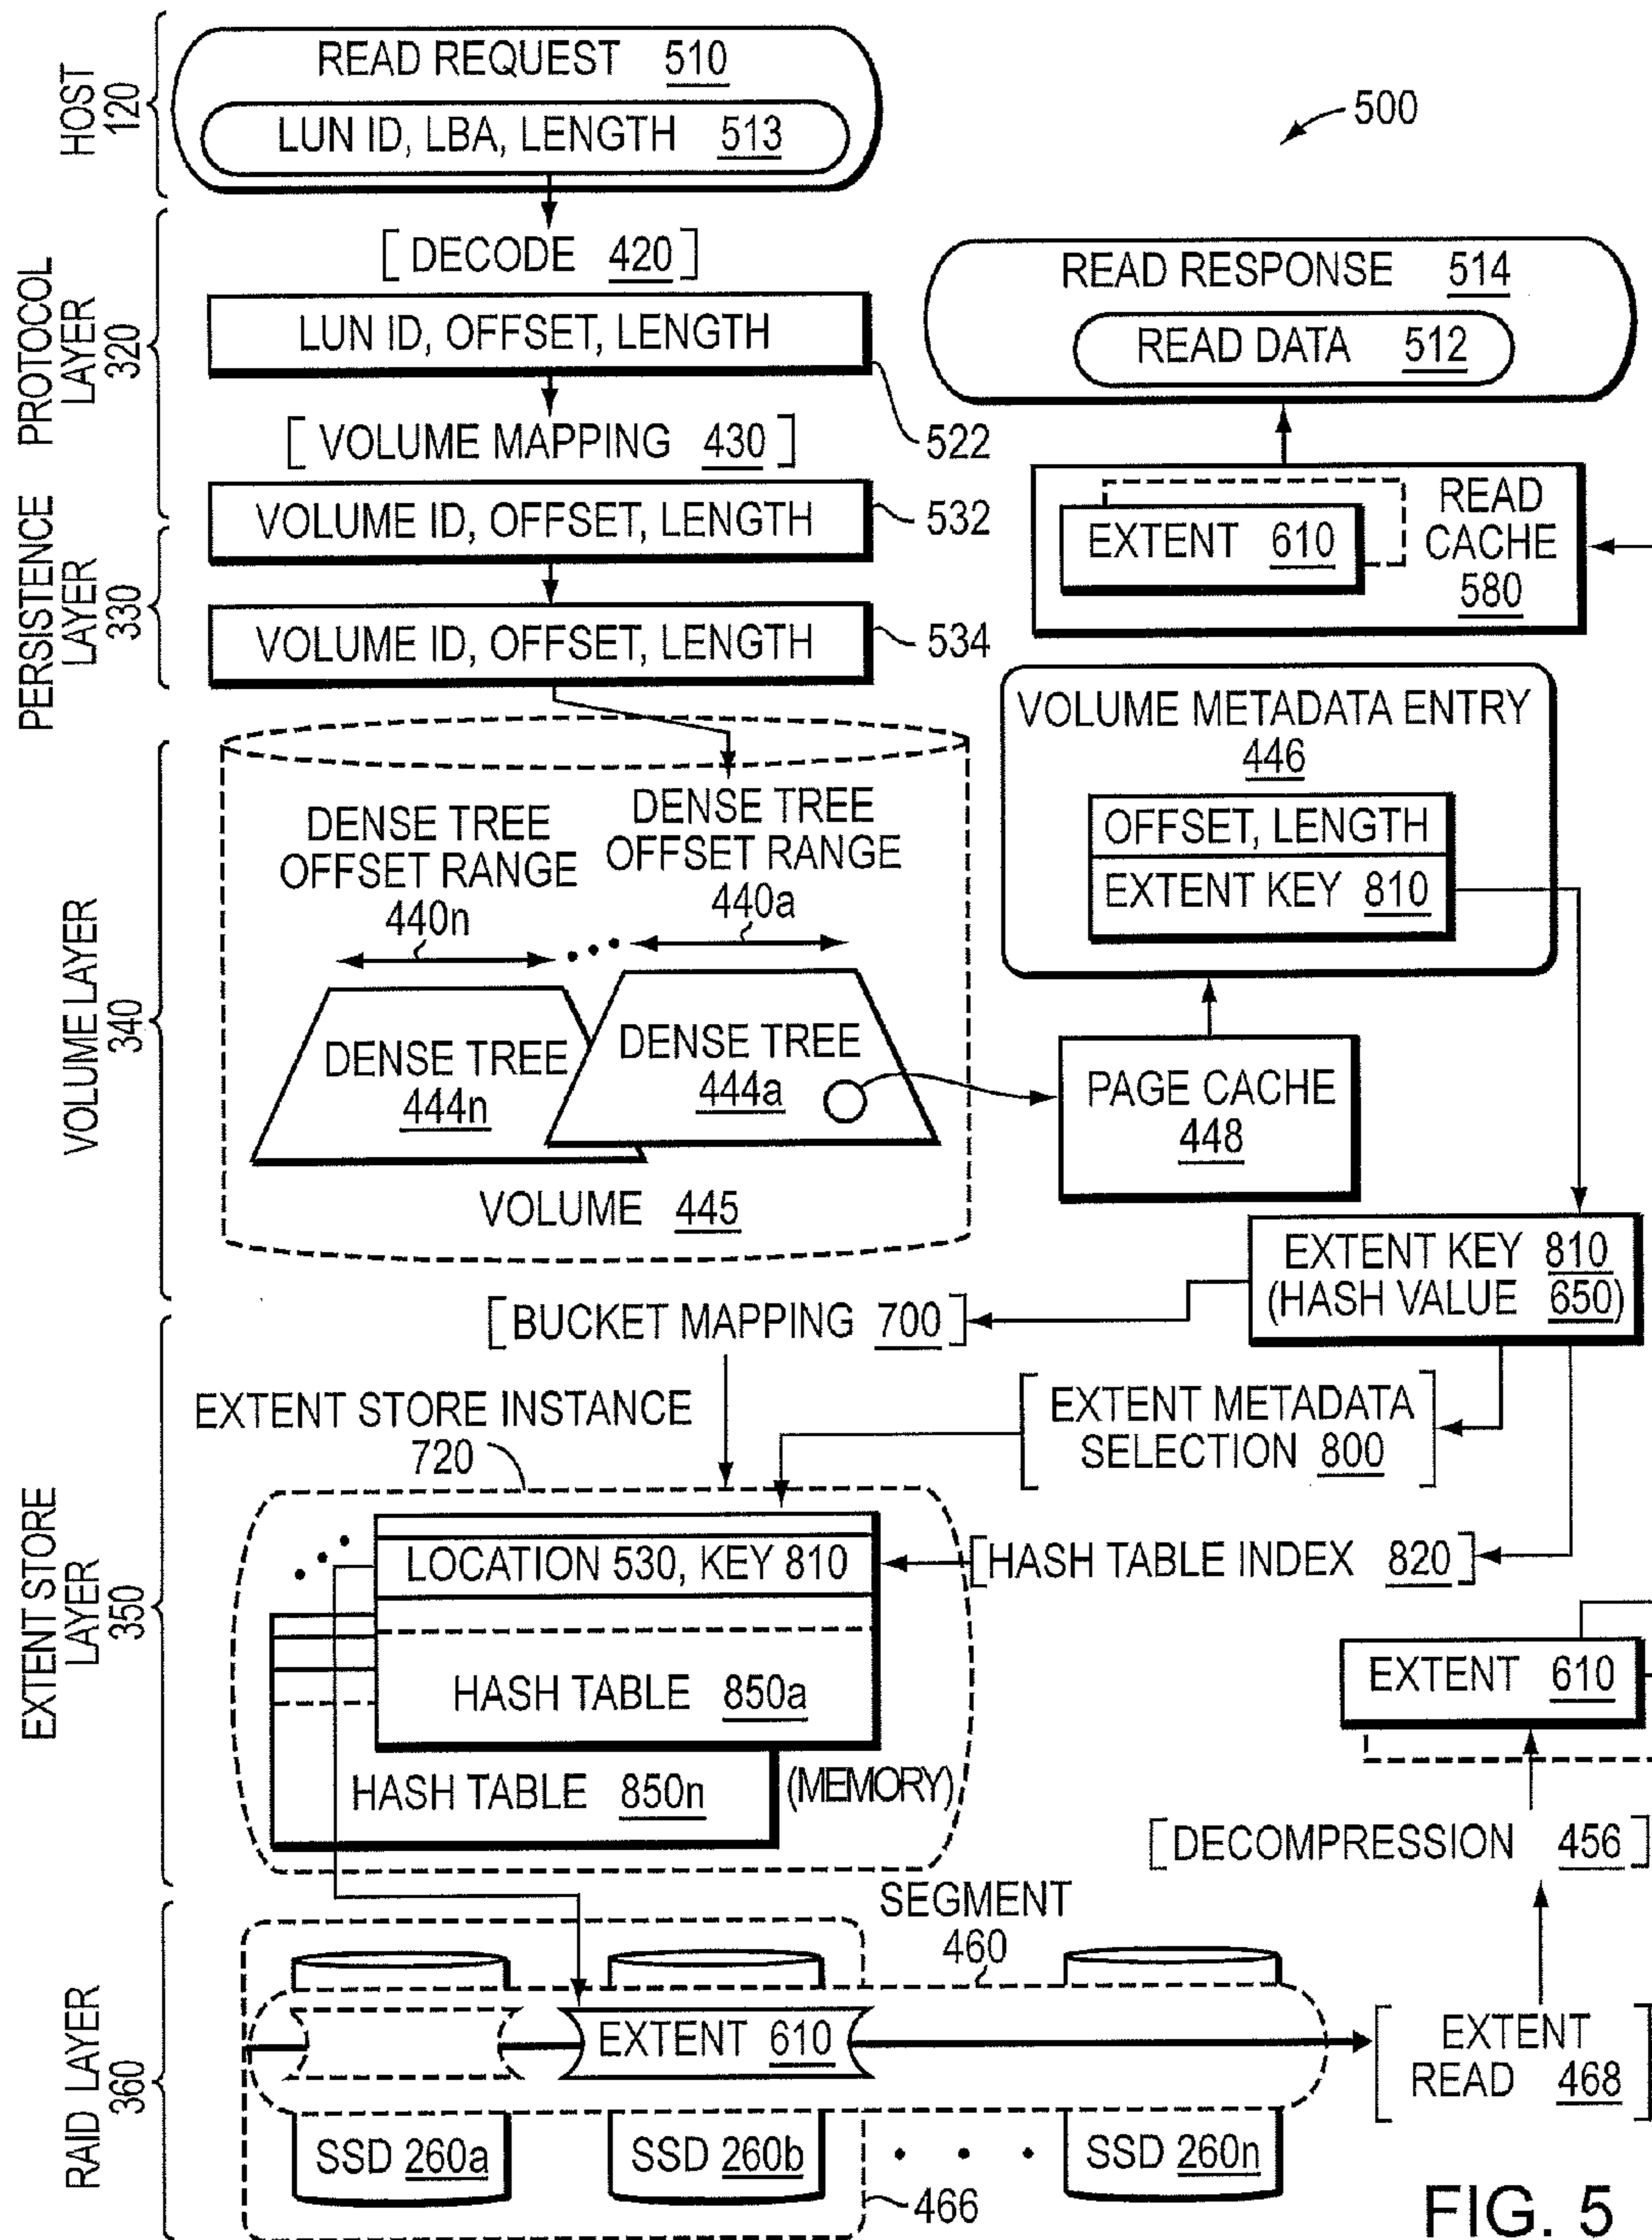 HOST
120
READ REQUEST 510
LUN ID, LBA, LENGTH 513
500
PROTOCOL
LAYER
320
[DECODE 420]
LUN ID, OFFSET, LENGTH
522
[VOLUME MAPPING 430]
VOLUME ID, OFFSET, LENGTH
532
READ RESPONSE 514
READ DATA 512
READ
CACHE
580
EXTENT 610
PERSISTENCE
LAYER
330
VOLUME ID, OFFSET, LENGTH
534
VOLUME LAYER
340
DENSE TREE
OFFSET RANGE
440n
DENSE TREE
OFFSET RANGE
440a
DENSE TREE
444n
DENSE TREE
444a
VOLUME 445
VOLUME METADATA ENTRY
446
OFFSET, LENGTH
EXTENT KEY 810
PAGE CACHE
448
EXTENT KEY 810
(HASH VALUE 650)
EXTENT STORE
LAYER
350
[BUCKET MAPPING 700]
EXTENT STORE INSTANCE
720
[EXTENT METADATA
SELECTION 800]
LOCATION 530, KEY 810
[HASH TABLE INDEX 820]
HASH TABLE 850a
HASH TABLE 850n
(MEMORY)
EXTENT 610
[DECOMPRESSION 456]
RAID LAYER
360
SEGMENT
460
EXTENT 610
[EXTENT
READ 468]
SSD 260a
SSD 260b
. . .
SSD 260n
466
FIG. 5